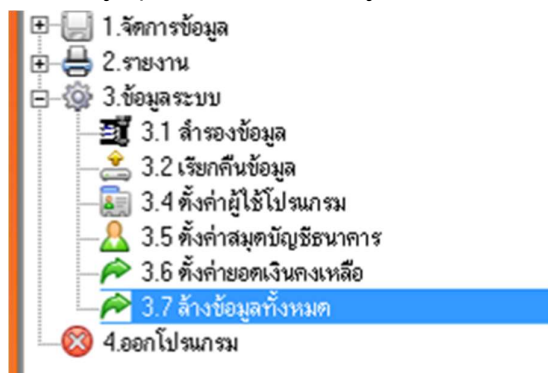 1.จัดการข้อมูล
2.รายงาน
3.ข้อมูลระบบ
3.1 สำรองข้อมูล
3.2 เรียกคืนข้อมูล
3.4 ตั้งค่าผู้ใช้โปรแกรม
3.5 ตั้งค่าสมุดบัญชีธนาคาร
3.6 ตั้งค่ายอดเงินคงเหลือ
3.7 ล้างข้อมูลทั้งหมด
4.ออกโปรแกรม